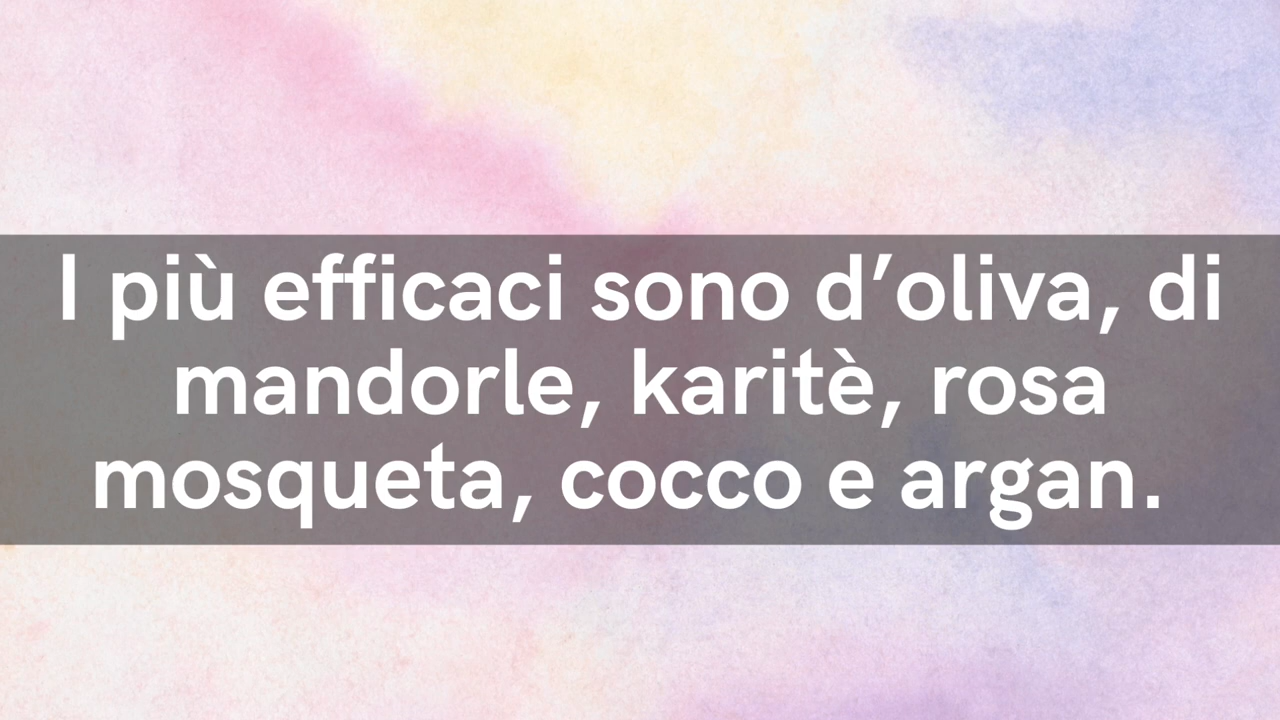 I più efficaci sono d’oliva, di
mandorle, karitè, rosa
mosqueta, cocco e argan.